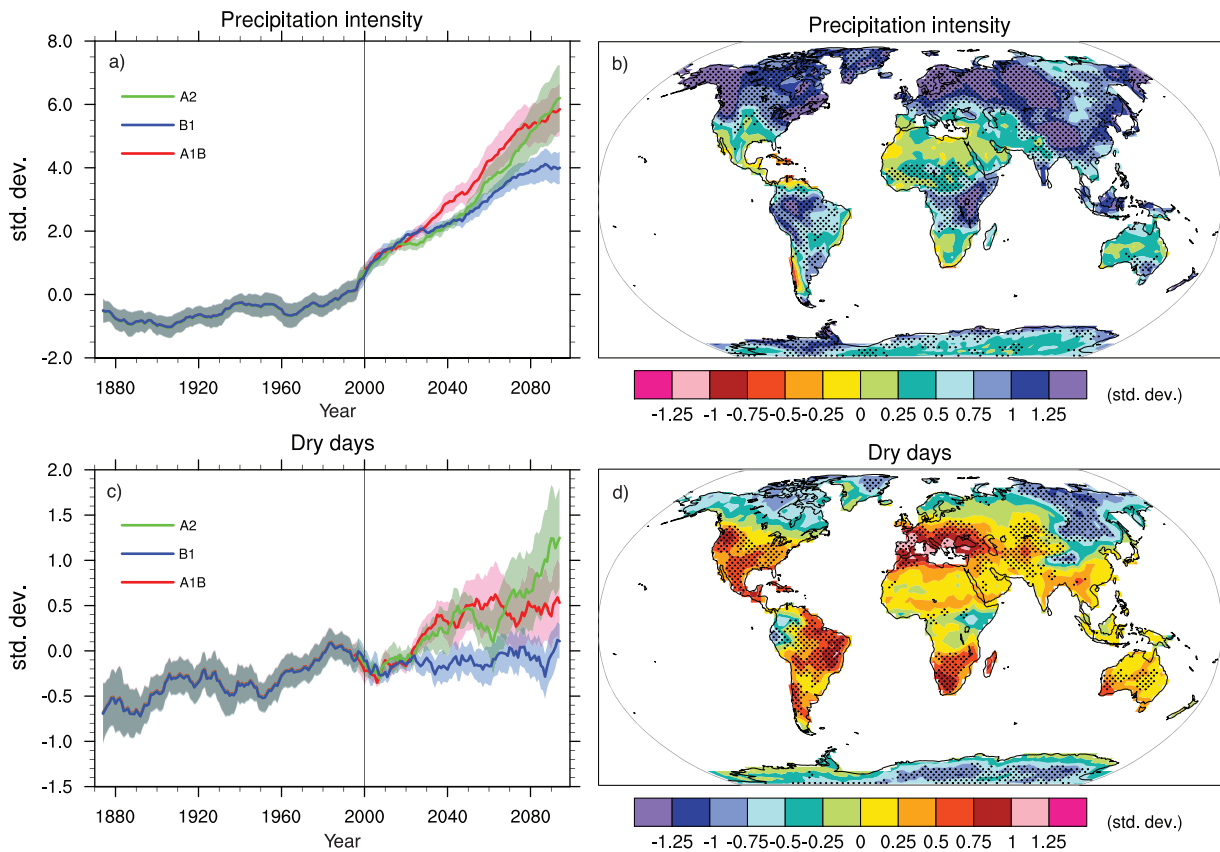 Precipitation intensity
a)
8.0
6.0
4.0
2.0
0.0
-2.0
std. dev.
A2
B1
A1B
1880 1920 1960 2000 2040 2080
Year
Precipitation intensity
b)
-1.25 -1 -0.75 -0.5 -0.25 0 0.25 0.5 0.75 1 1.25
(std. dev.)
Dry days
c)
2.0
1.5
1.0
0.5
0.0
-0.5
-1.0
-1.5
std. dev.
A2
B1
A1B
1880 1920 1960 2000 2040 2080
Year
Dry days
d)
-1.25 -1 -0.75 -0.5 -0.25 0 0.25 0.5 0.75 1 1.25
(std. dev.)